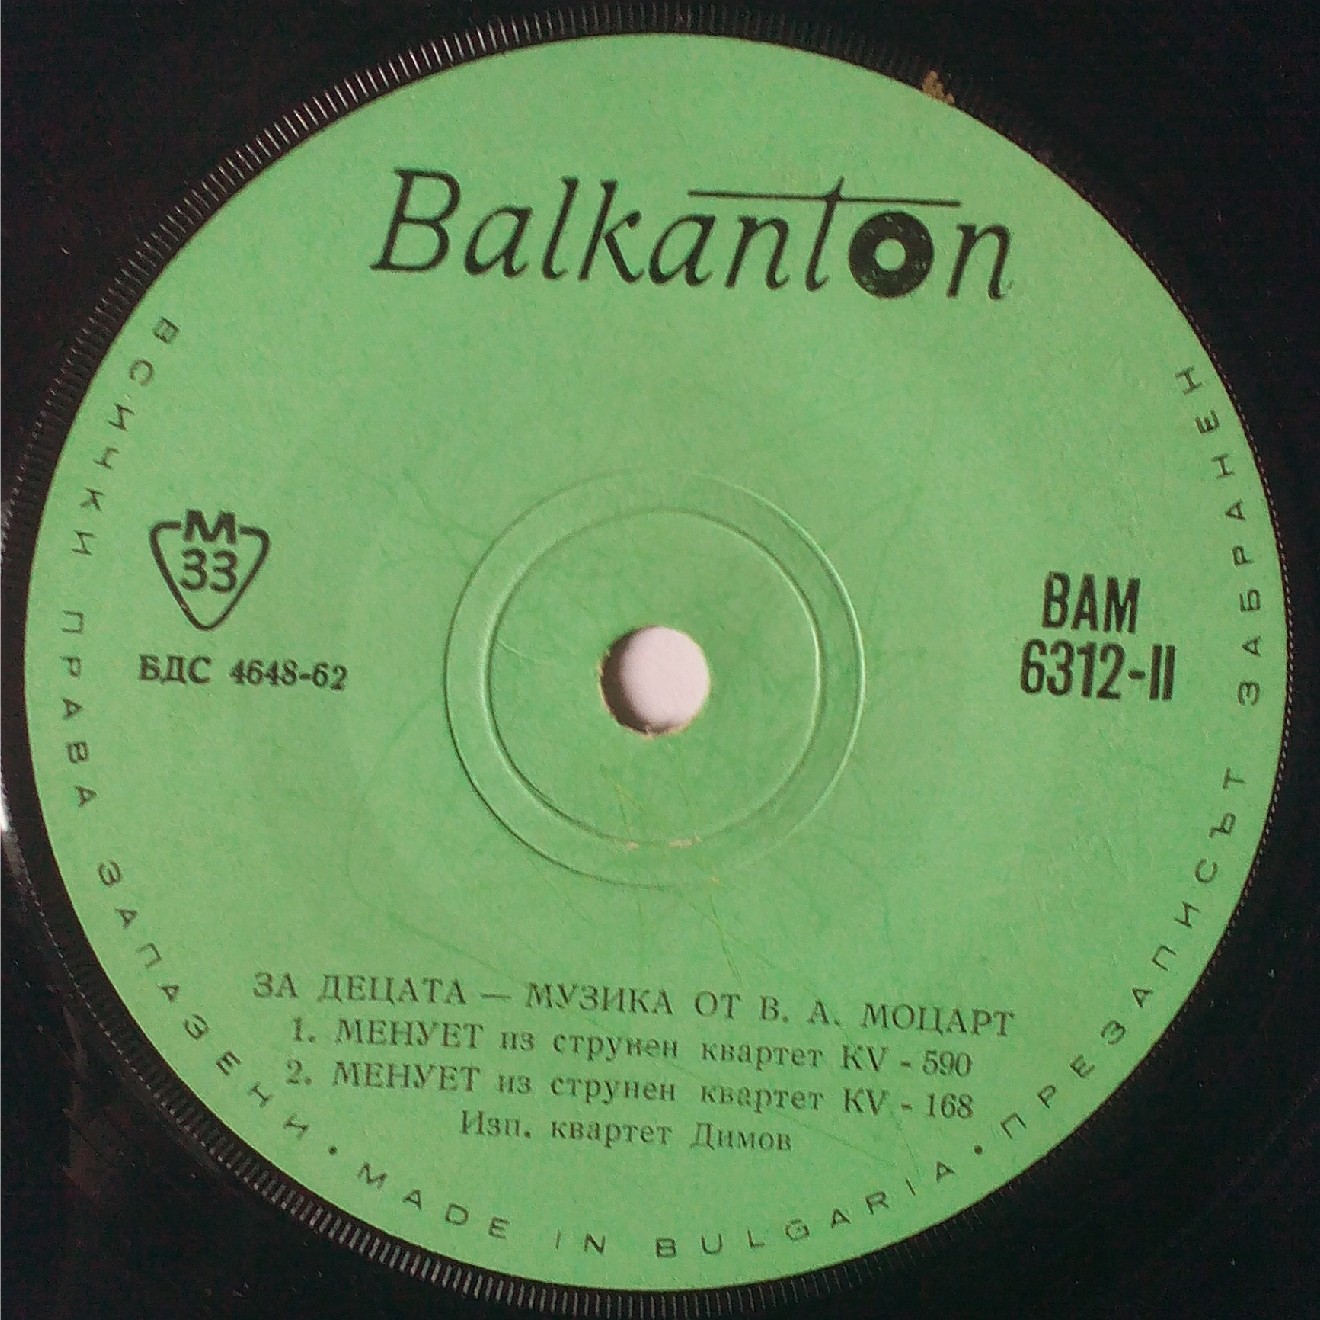 Balkanton
M
33
БДС 4648-62
ВАМ
6312-II
ЗА ДЕЦАТА — МУЗИКА ОТ В. А. МОЦАРТ
1. МЕНУЕТ из струнен квартет KV - 590
2. МЕНУЕТ из струнен квартет KV - 168
Изп. квартет Димов
ВСИЧКИ ПРАВА ЗАПАЗЕНИ • MADE IN BULGARIA • ПРЕЗАПИСЪТ ЗАБРАНЕН